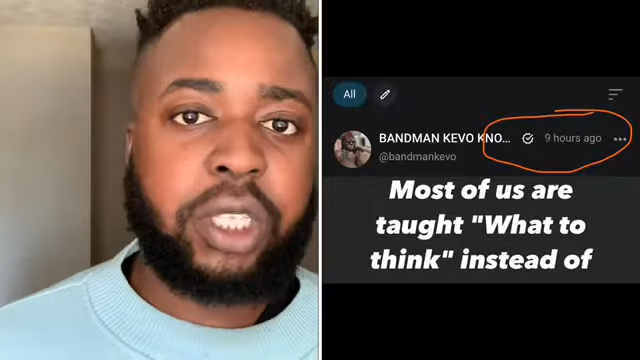 All
BANDMAN KEVO KNO... 9 hours ago
@bandmankevo
Most of us are
taught "What to
think" instead of